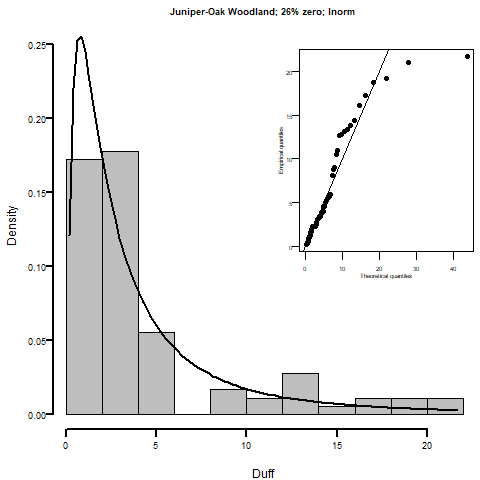 Juniper-Oak Woodland; 26% zero; lnorm
Density
0.25
0.20
0.15
0.10
0.05
0.00
0 5 10 15 20
Duff
Empirical quantiles
20
15
10
5
0
0 10 20 30 40
Theoretical quantiles